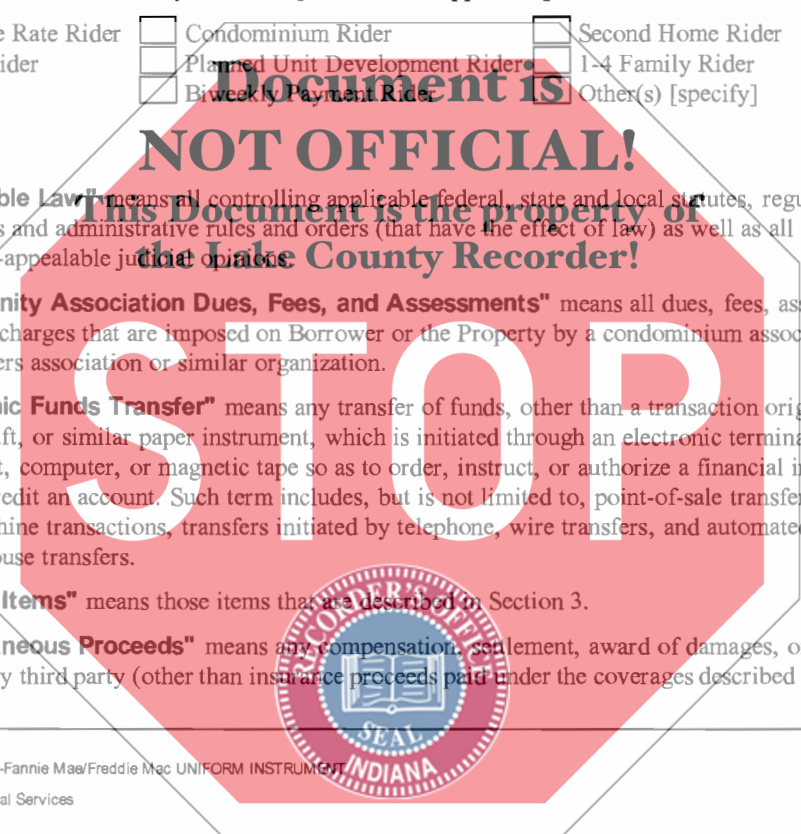 e Rate Rider Condominium Rider Second Home Rider
ider Planned Unit Development Rider 1-4 Family Rider
Biweekly Payment Rider Other(s) [specify]
Document is
NOT OFFICIAL!
This Document is the property of
the Lake County Recorder!
ble Law" means all controlling applicable federal, state and local statutes, regu
s and administrative rules and orders (that have the effect of law) as well as all
-appealable judicial opinions.
nity Association Dues, Fees, and Assessments" means all dues, fees, as
charges that are imposed on Borrower or the Property by a condominium assoc
ers association or similar organization.
STOP
ic Funds Transfer" means any transfer of funds, other than a transaction orig
ft, or similar paper instrument, which is initiated through an electronic termina
t, computer, or magnetic tape so as to order, instruct, or authorize a financial in
redit an account. Such term includes, but is not limited to, point-of-sale transfe
hine transactions, transfers initiated by telephone, wire transfers, and automated
ouse transfers.
Items" means those items that are described in Section 3.
neous Proceeds" means any compensation, settlement, award of damages, o
y third party (other than insurance proceeds paid under the coverages described
RECORDER'S OFFICE
SEAL
INDIANA
-Fannie Mae/Freddie Mac UNIFORM INSTRUMENT
al Services